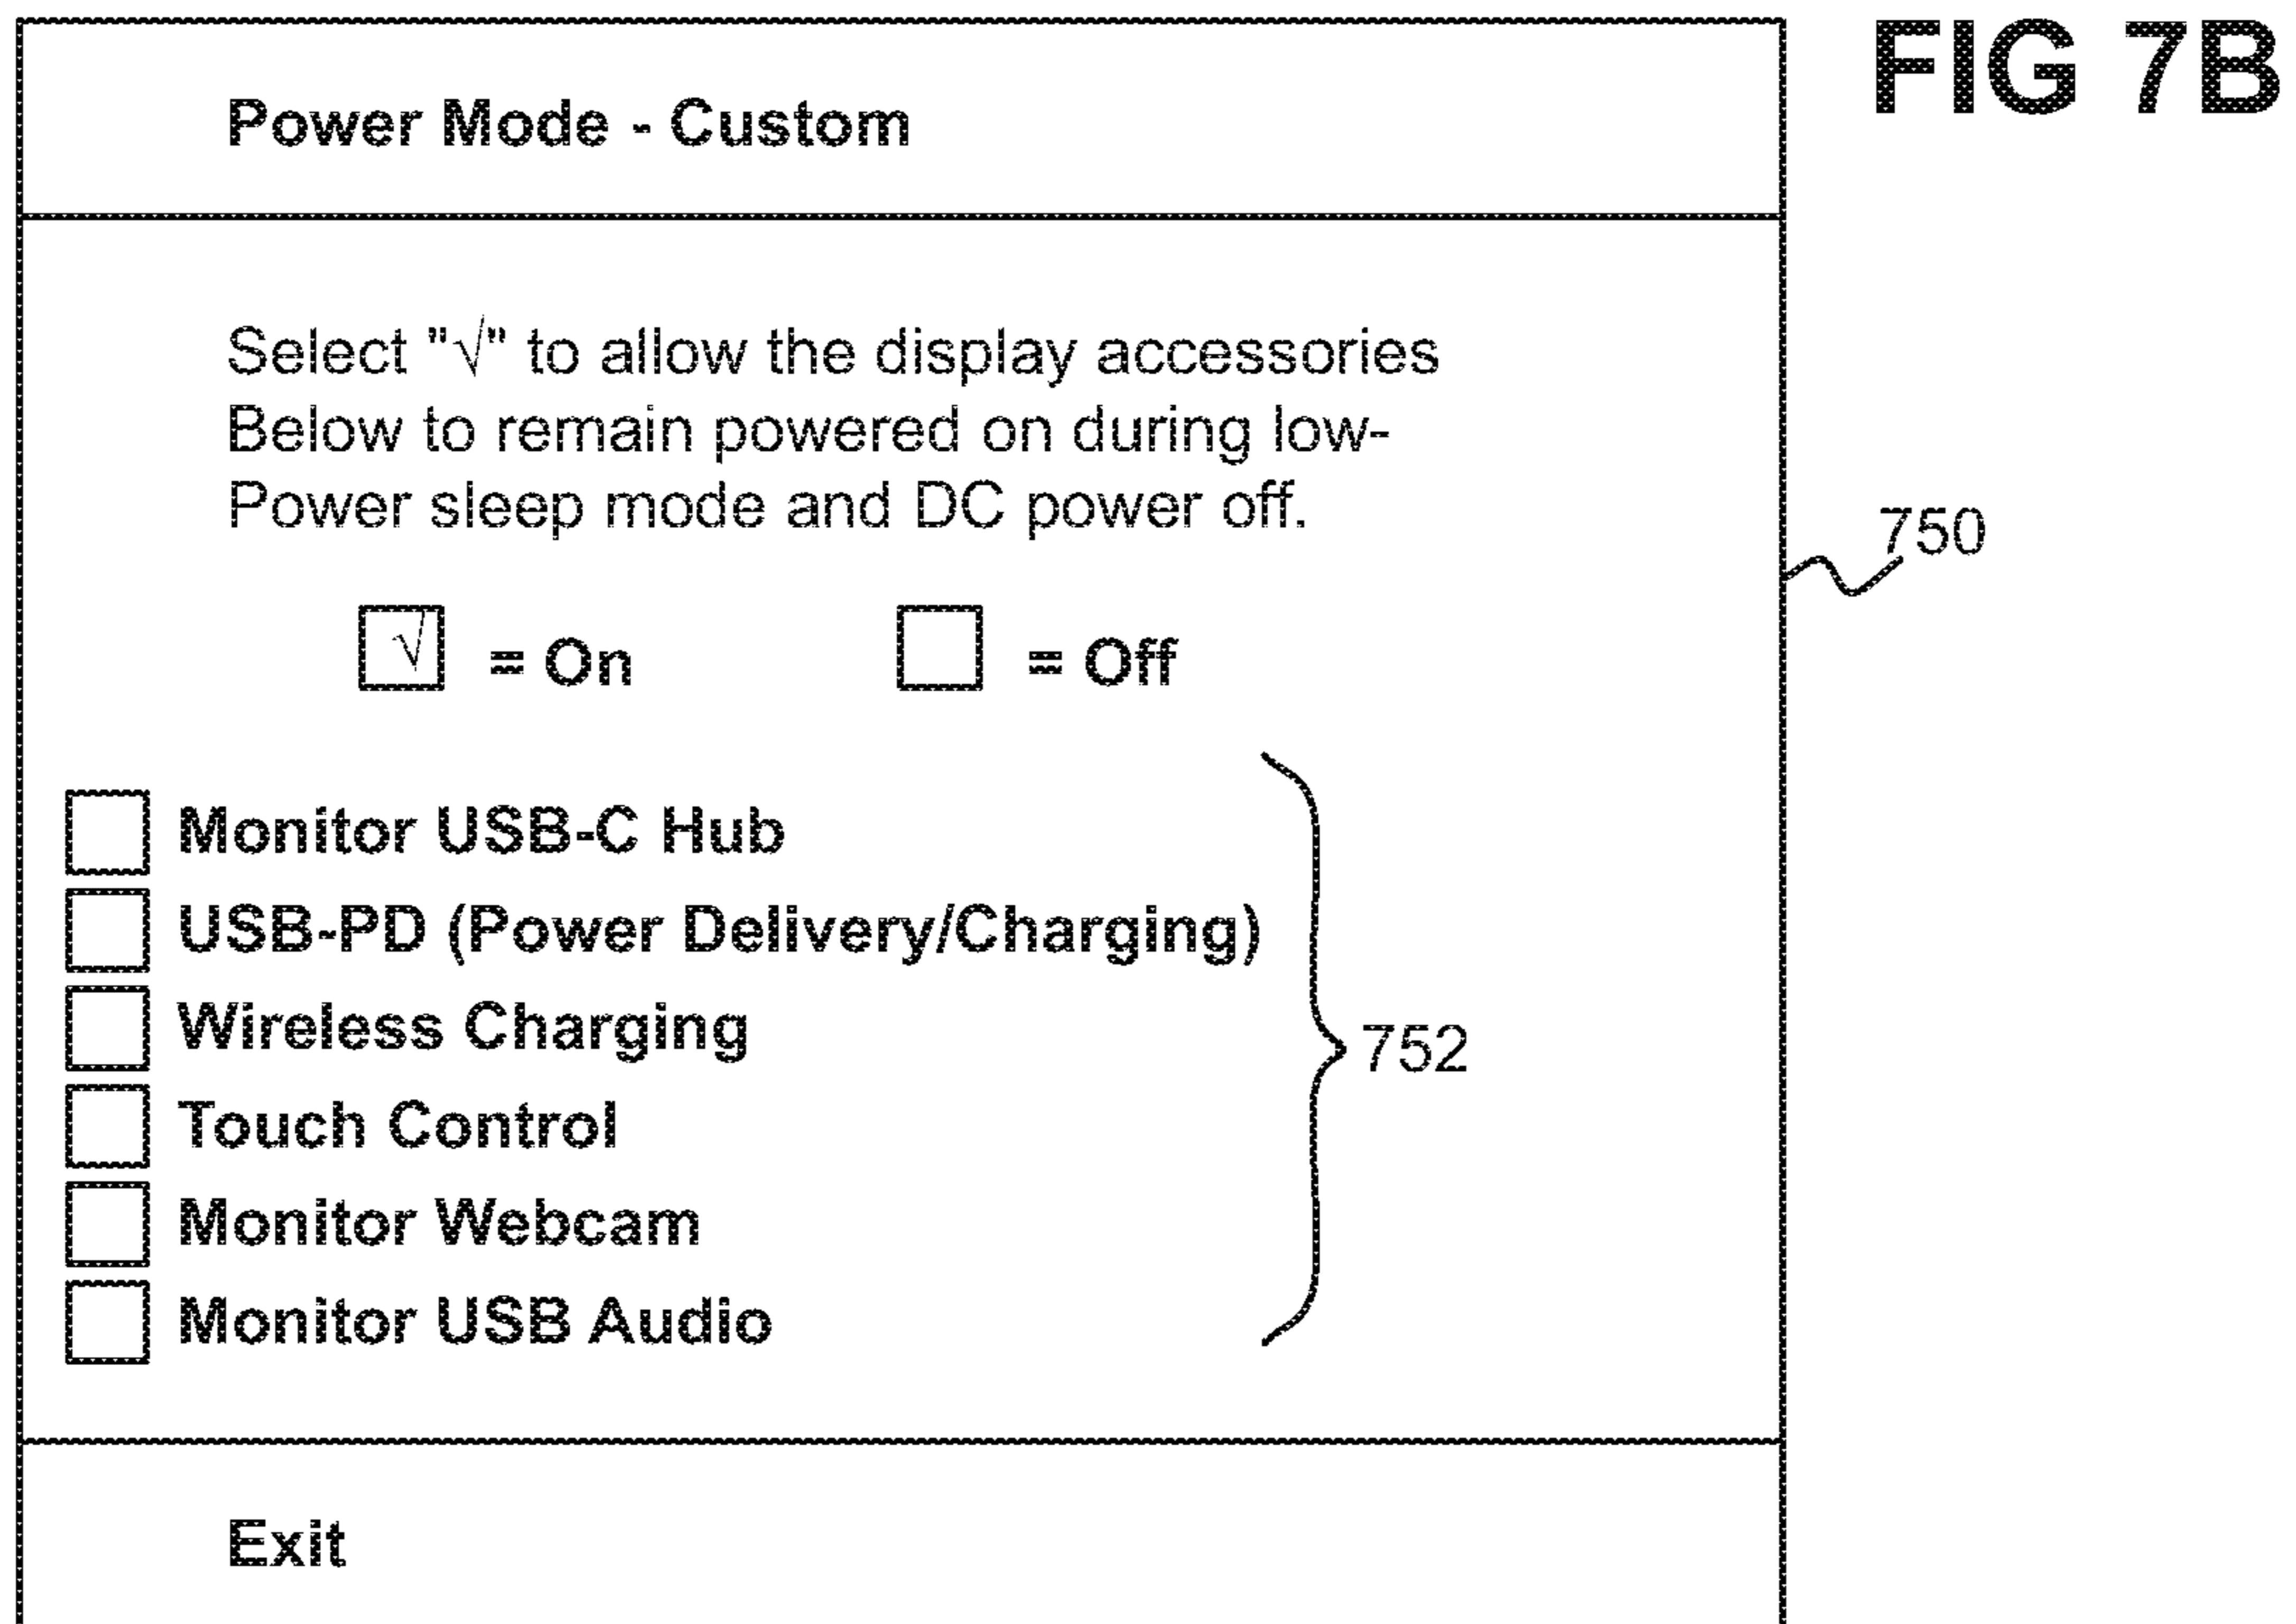 FIG 7B
Power Mode - Custom
Select "√" to allow the display accessories
Below to remain powered on during low-
Power sleep mode and DC power off.
750
√ = On = Off
Monitor USB-C Hub
USB-PD (Power Delivery/Charging)
Wireless Charging
752
Touch Control
Monitor Webcam
Monitor USB Audio
Exit